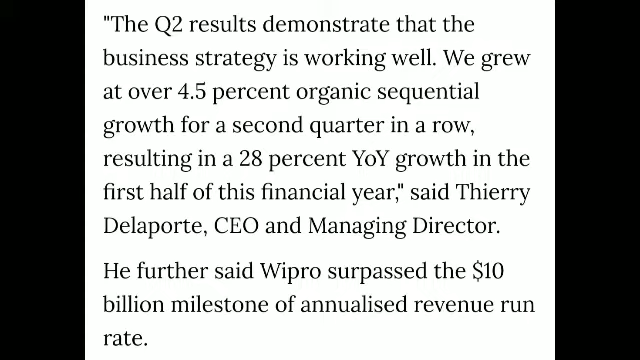 "The Q2 results demonstrate that the
business strategy is working well. We grew
at over 4.5 percent organic sequential
growth for a second quarter in a row,
resulting in a 28 percent YoY growth in the
first half of this financial year," said Thierry
Delaporte, CEO and Managing Director.
He further said Wipro surpassed the $10
billion milestone of annualised revenue run
rate.